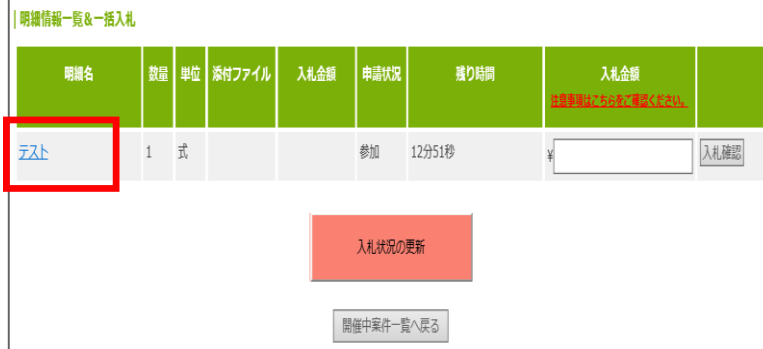 明細情報一覧&一括入札
明細名 数量 単位 添付ファイル 入札金額 申請状況 残り時間 入札金額
注意事項はこちらをご確認ください。
テスト 1 式 参加 12分51秒 ¥ 入札確認
入札状況の更新
開催中案件一覧へ戻る